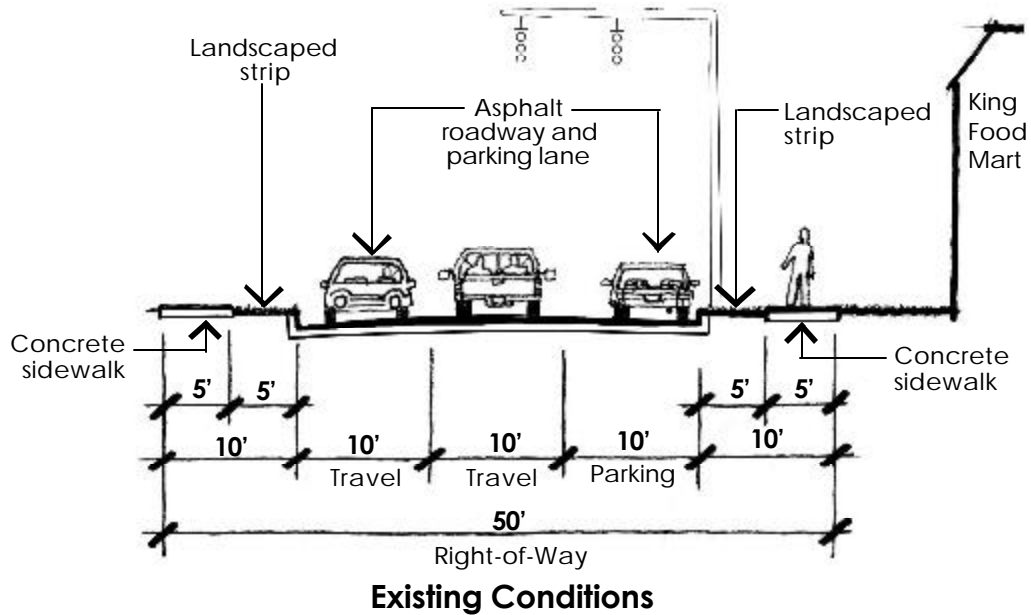 Landscaped
strip
Asphalt
roadway and
parking lane
Landscaped
strip
King
Food
Mart
Concrete
sidewalk
Concrete
sidewalk
5’ 5’ 5’ 5’
10’ 10’ 10’ 10’ 10’
Travel Travel Parking
50’
Right-of-Way
Existing Conditions